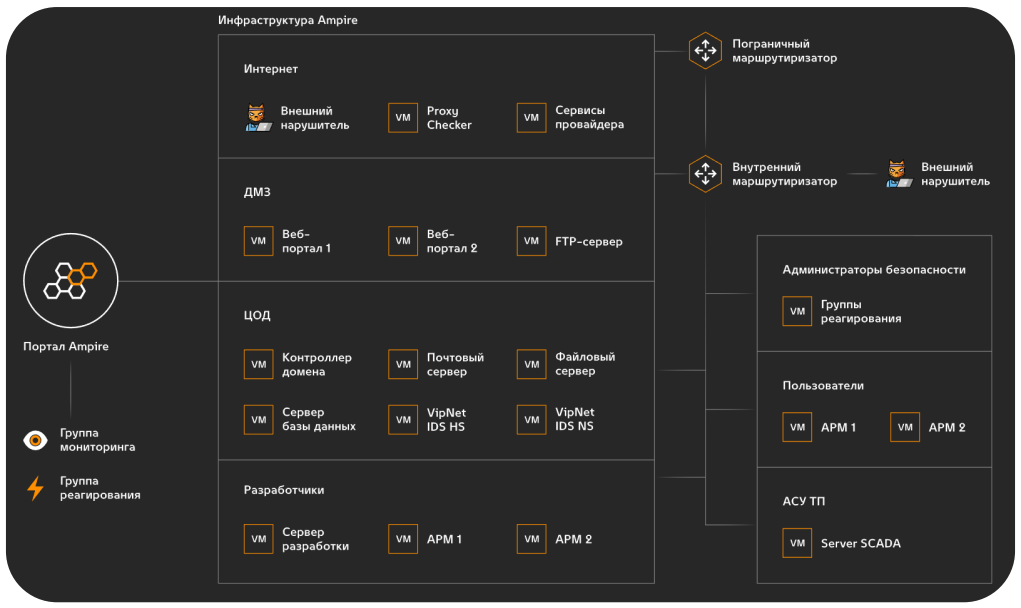 Инфраструктура Ampire
Интернет
Внешний
нарушитель
VM
Proxy
Checker
VM
Сервисы
провайдера
Пограничный
маршрутиризатор
ДМЗ
VM
Веб-
портал 1
VM
Веб-
портал 2
VM
FTP-сервер
Внутренний
маршрутиризатор
Внешний
нарушитель
Портал Ampire
Группа
мониторинга
Группа
реагирования
ЦОД
VM
Контроллер
домена
VM
Почтовый
сервер
VM
Файловый
сервер
VM
Сервер
базы данных
VM
VipNet
IDS HS
VM
VipNet
IDS NS
Разработчики
VM
Сервер
разработки
VM
АРМ 1
VM
АРМ 2
Администраторы безопасности
VM
Группы
реагирования
Пользователи
VM
АРМ 1
VM
АРМ 2
АСУ ТП
VM
Server SCADA